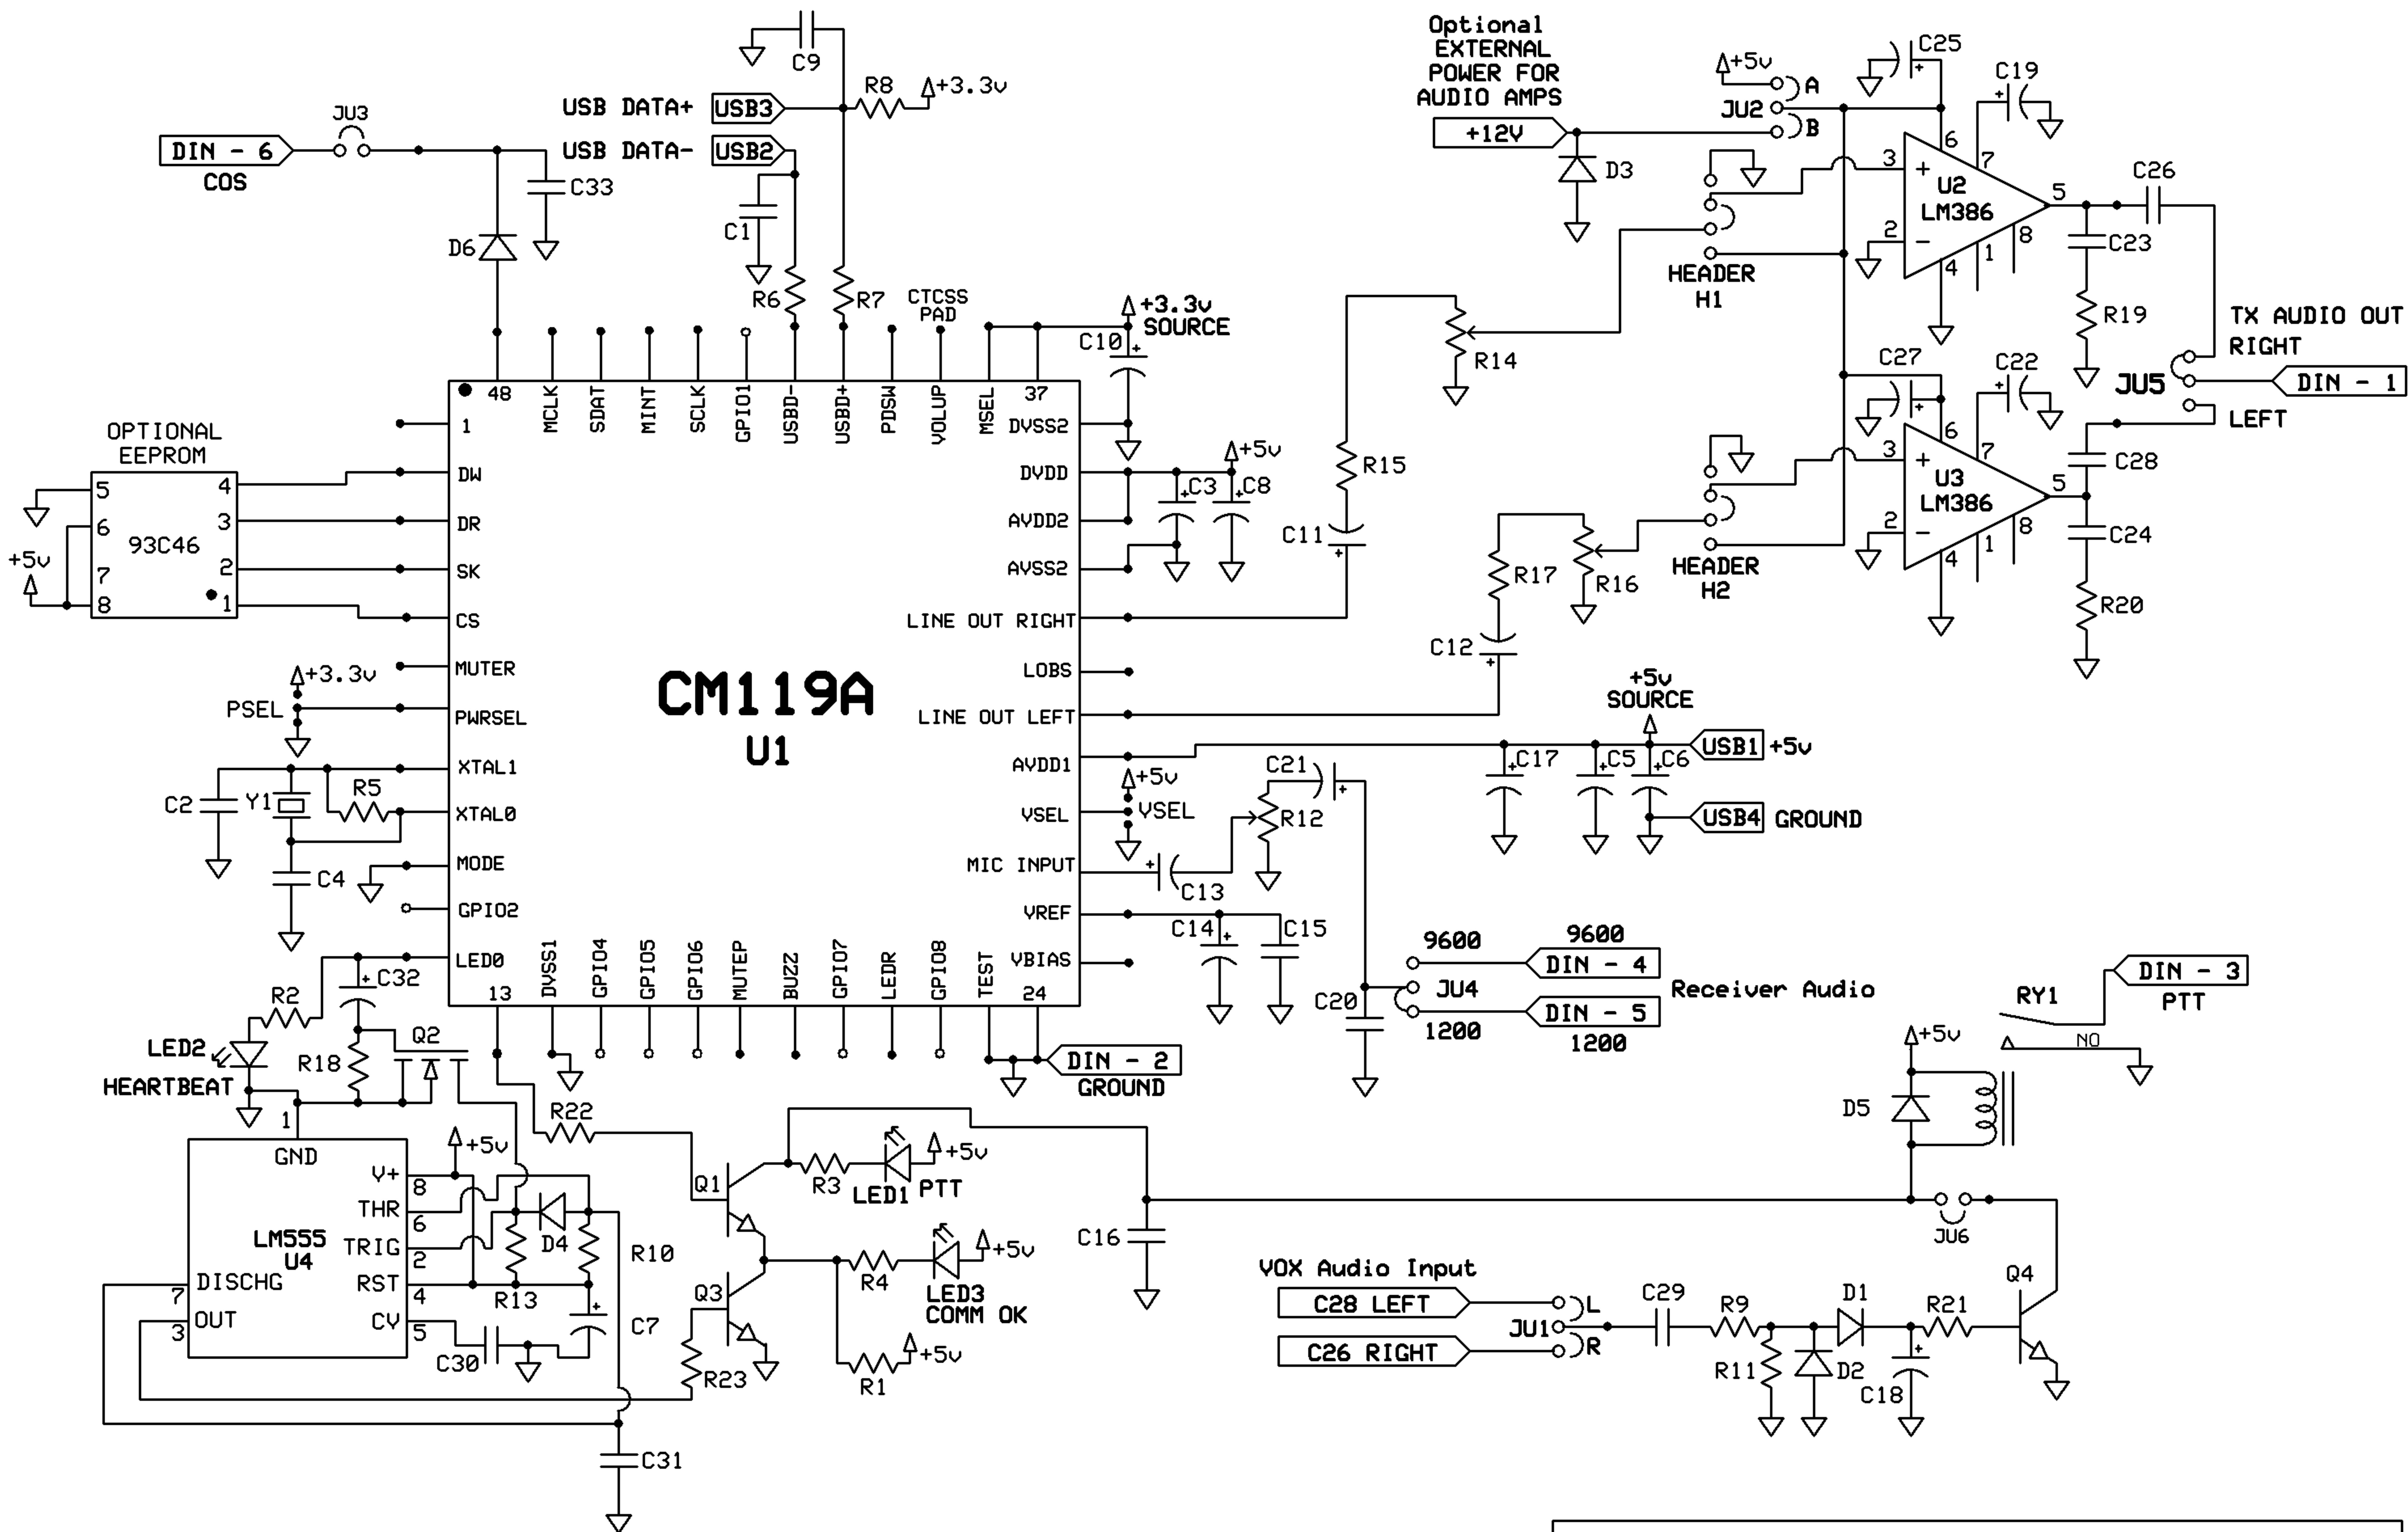 C9
R8
+3.3v
USB DATA+
USB3
USB DATA-
USB2
JU3
DIN - 6
COS
C33
D6
C1
R6
R7
CTCSS
PAD
+3.3v
SOURCE
C10
Optional
EXTERNAL
POWER FOR
AUDIO AMPS
+12V
D3
+5v
A
JU2
B
C25
C19
HEADER
H1
3
+
2
-
6
7
U2
LM386
5
8
1
4
C26
C23
R19
TX AUDIO OUT
RIGHT
JU5
DIN - 1
LEFT
C27
C22
3
+
2
-
6
7
U3
LM386
5
8
1
4
C28
C24
R20
HEADER
H2
R14
R15
C11
R17
R16
C12
48
MCLK
SDAT
MINT
SCLK
GPIO1
USBD-
USBD+
PDSW
VOLUP
MSEL
37
1
DW
DR
SK
CS
MUTER
PWRSEL
XTAL1
XTAL0
MODE
GPIO2
LED0
CM119A
U1
DVSS2
DVDD
AVDD2
AVSS2
LINE OUT RIGHT
LOBS
LINE OUT LEFT
AVDD1
VSEL
MIC INPUT
VREF
VBIAS
13
DVSS1
GPIO4
GPIO5
GPIO6
MUTEP
BUZZ
GPIO7
LEDR
GPIO8
TEST
24
+5v
C3
C8
OPTIONAL
EEPROM
5
6
7
8
93C46
4
3
2
1
+5v
+3.3v
PSEL
C2
Y1
R5
C4
+5v
SOURCE
USB1
+5v
C17
C5
C6
USB4
GROUND
+5v
VSEL
C21
R12
C13
C14
C15
C20
9600
9600
DIN - 4
JU4
Receiver Audio
DIN - 5
1200
1200
DIN - 2
GROUND
DIN - 3
PTT
RY1
NO
+5v
D5
JU6
C32
R2
LED2
HEARTBEAT
R18
Q2
R22
1
GND
V+
8
THR
6
LM555
U4
TRIG
2
DISCHG
7
RST
4
OUT
3
CV
5
+5v
D4
R10
R13
C7
C30
C31
Q1
R3
LED1
PTT
+5v
Q3
R4
LED3
COMM OK
+5v
R23
R1
+5v
C16
VOX Audio Input
C28 LEFT
C26 RIGHT
L
JU1
R
C29
R9
R11
D1
D2
C18
R21
Q4